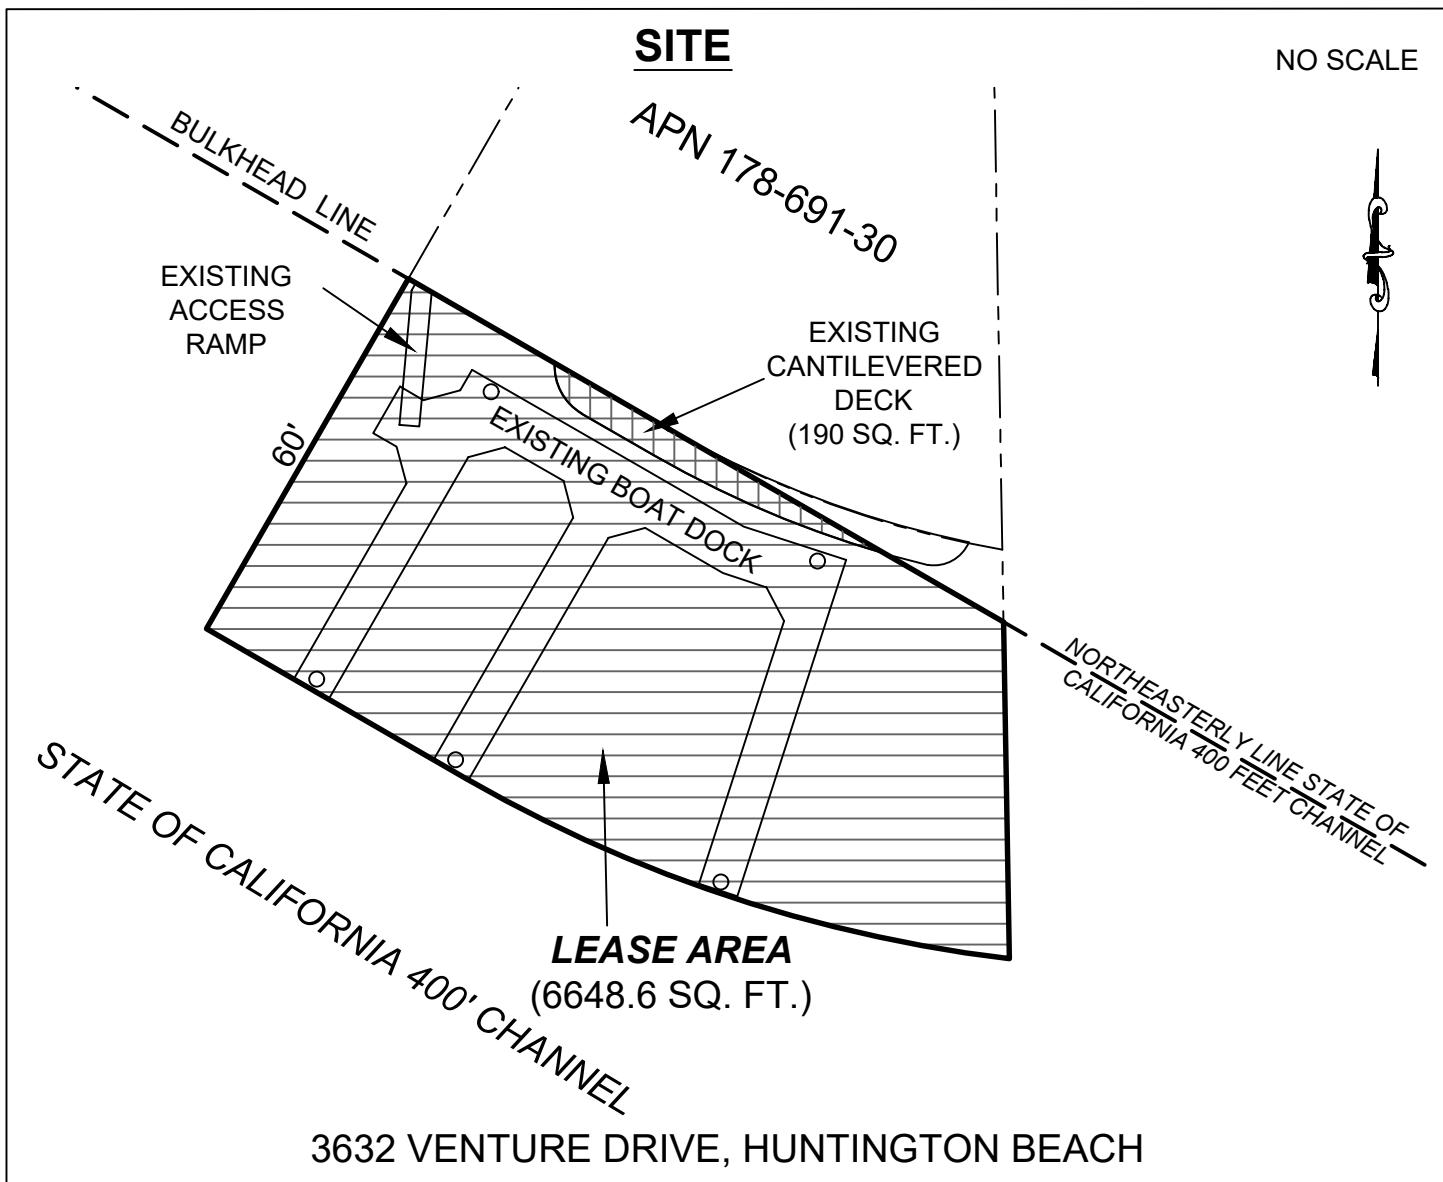 SITE
NO SCALE
BULKHEAD LINE
APN 178-691-30
EXISTING
ACCESS
RAMP
EXISTING
CANTILEVERED
DECK
(190 SQ. FT.)
60'
EXISTING BOAT DOCK
NORTHEASTERLY LINE STATE OF
CALIFORNIA 400 FEET CHANNEL
STATE OF CALIFORNIA 400' CHANNEL
LEASE AREA
(6648.6 SQ. FT.)
3632 VENTURE DRIVE, HUNTINGTON BEACH